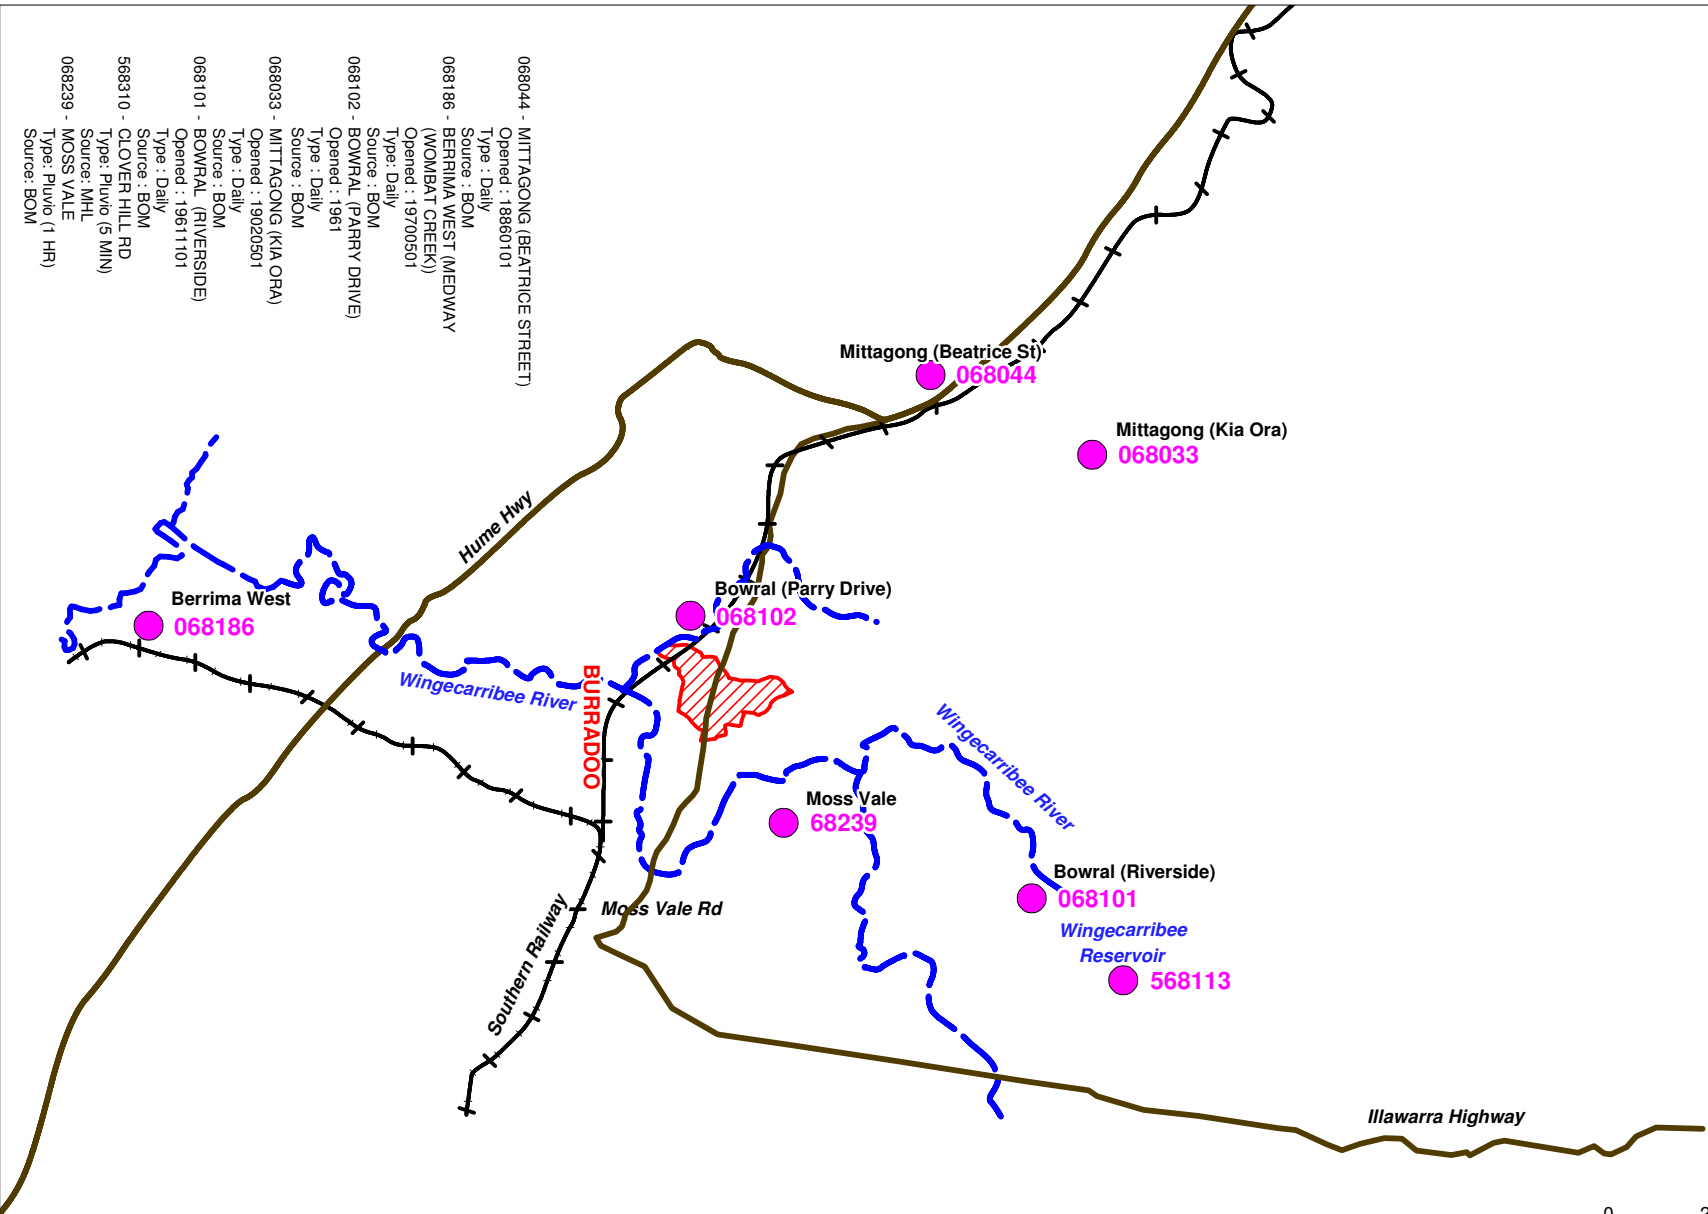 068044 - MITTAGONG (BEATRICE STREET)
Opened : 18860101
Type : Daily
Source : BOM
068186 - BERRIMA WEST (MEDWAY
(WOMBAT CREEK))
Opened : 19700501
Type: Daily
Source : BOM
068102 - BOWRAL (PARRY DRIVE)
Opened : 1961
Type : Daily
Source : BOM
068033 - MITTAGONG (KIA ORA)
Opened : 19020501
Type : Daily
Source : BOM
068101 - BOWRAL (RIVERSIDE)
Opened : 19611101
Type : Daily
Source : BOM
568310 - CLOVER HILL RD
Type: Pluvio (5 MIN)
Source: MHL
068239 - MOSS VALE
Type: Pluvio (1 HR)
Source: BOM
Mittagong (Beatrice St)
068044
Mittagong (Kia Ora)
068033
Hume Hwy
Bowral (Parry Drive)
068102
Berrima West
068186
Wingecarribee River
BURRADOO
Wingecarribee River
Moss Vale
68239
Bowral (Riverside)
068101
Moss Vale Rd
Wingecarribee
Reservoir
568113
Southern Railway
Illawarra Highway